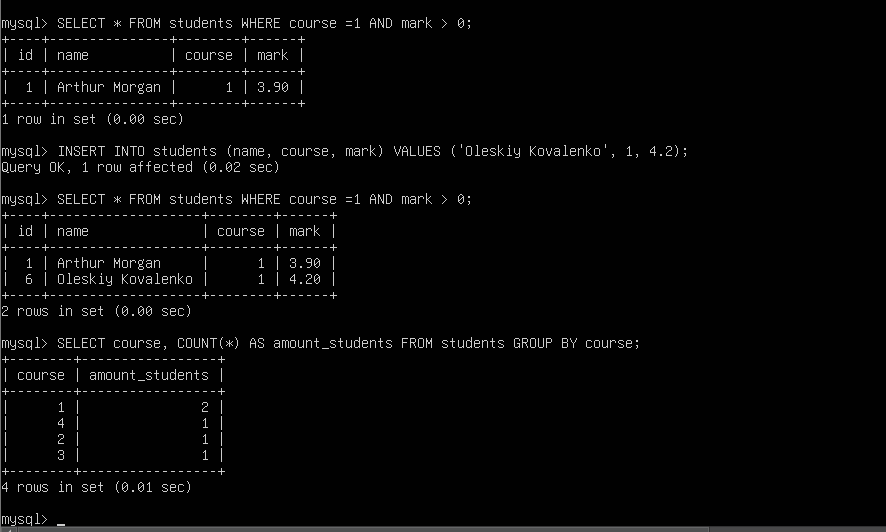 mysql> SELECT * FROM students WHERE course =1 AND mark > 0;
+----+---------------+--------+------+
| id | name          | course | mark |
+----+---------------+--------+------+
|  1 | Arthur Morgan |      1 | 3.90 |
+----+---------------+--------+------+
1 row in set (0.00 sec)
mysql> INSERT INTO students (name, course, mark) VALUES ('Oleskiy Kovalenko', 1, 4.2);
Query OK, 1 row affected (0.02 sec)
mysql> SELECT * FROM students WHERE course =1 AND mark > 0;
+----+-------------------+--------+------+
| id | name              | course | mark |
+----+-------------------+--------+------+
|  1 | Arthur Morgan     |      1 | 3.90 |
|  6 | Oleskiy Kovalenko |      1 | 4.20 |
+----+-------------------+--------+------+
2 rows in set (0.00 sec)
mysql> SELECT course, COUNT(*) AS amount_students FROM students GROUP BY course;
+--------+-----------------+
| course | amount_students |
+--------+-----------------+
|      1 |               2 |
|      4 |               1 |
|      2 |               1 |
|      3 |               1 |
+--------+-----------------+
4 rows in set (0.01 sec)
mysql> _